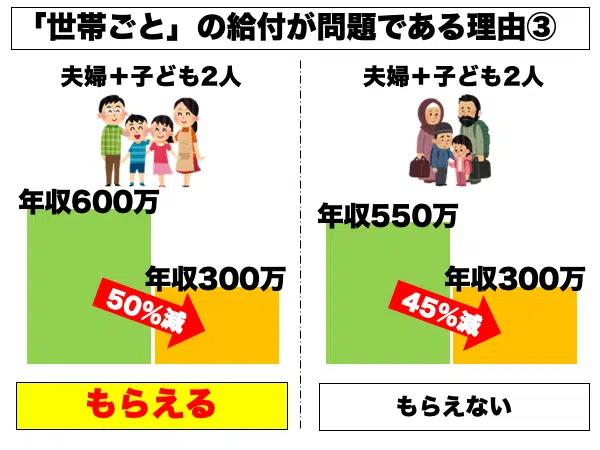 「世帯ごと」の給付が問題である理由③
夫婦＋子ども2人
年収600万
年収300万
50%減
もらえる
夫婦＋子ども2人
年収550万
年収300万
45%減
もらえない